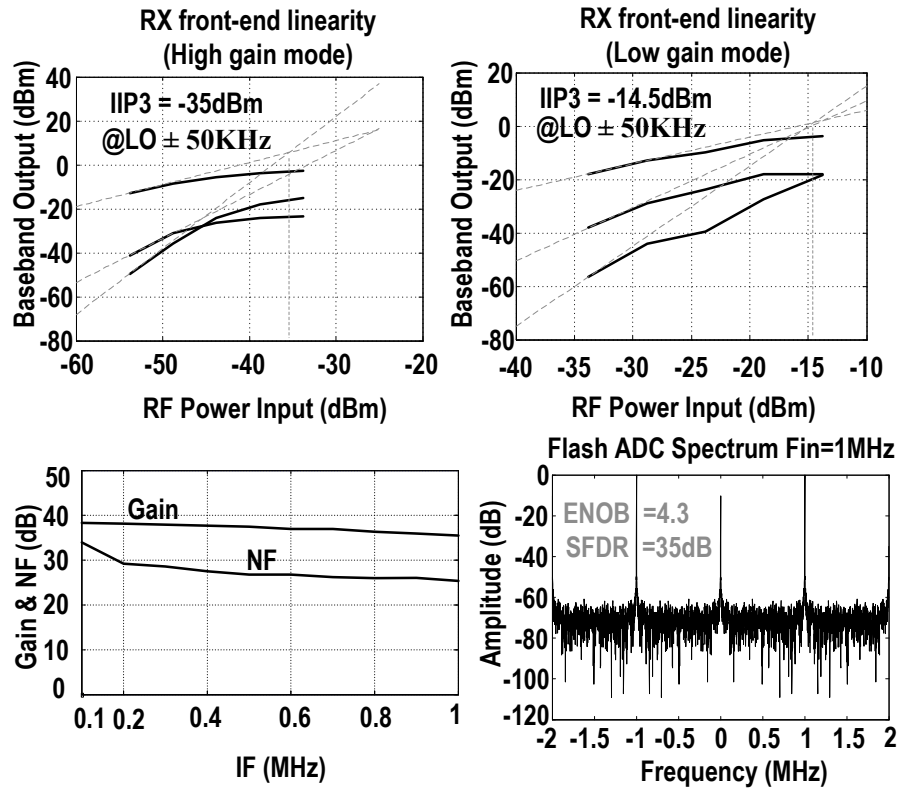 RX front-end linearity
(High gain mode)
IIP3 = -35dBm
@LO ± 50KHz
Baseband Output (dBm)
40
20
0
-20
-40
-60
-80
-60
-50
-40
-30
-20
RF Power Input (dBm)
RX front-end linearity
(Low gain mode)
IIP3 = -14.5dBm
@LO ± 50KHz
Baseband Output (dBm)
20
0
-20
-40
-60
-80
-40
-35
-30
-25
-20
-15
-10
RF Power Input (dBm)
Gain
NF
Gain & NF (dB)
50
40
30
20
10
0
0.1
0.2
0.4
0.6
0.8
1
IF (MHz)
Flash ADC Spectrum Fin=1MHz
ENOB =4.3
SFDR =35dB
Amplitude (dB)
0
-20
-40
-60
-80
-100
-120
-2
-1.5
-1
-0.5
0
0.5
1
1.5
2
Frequency (MHz)